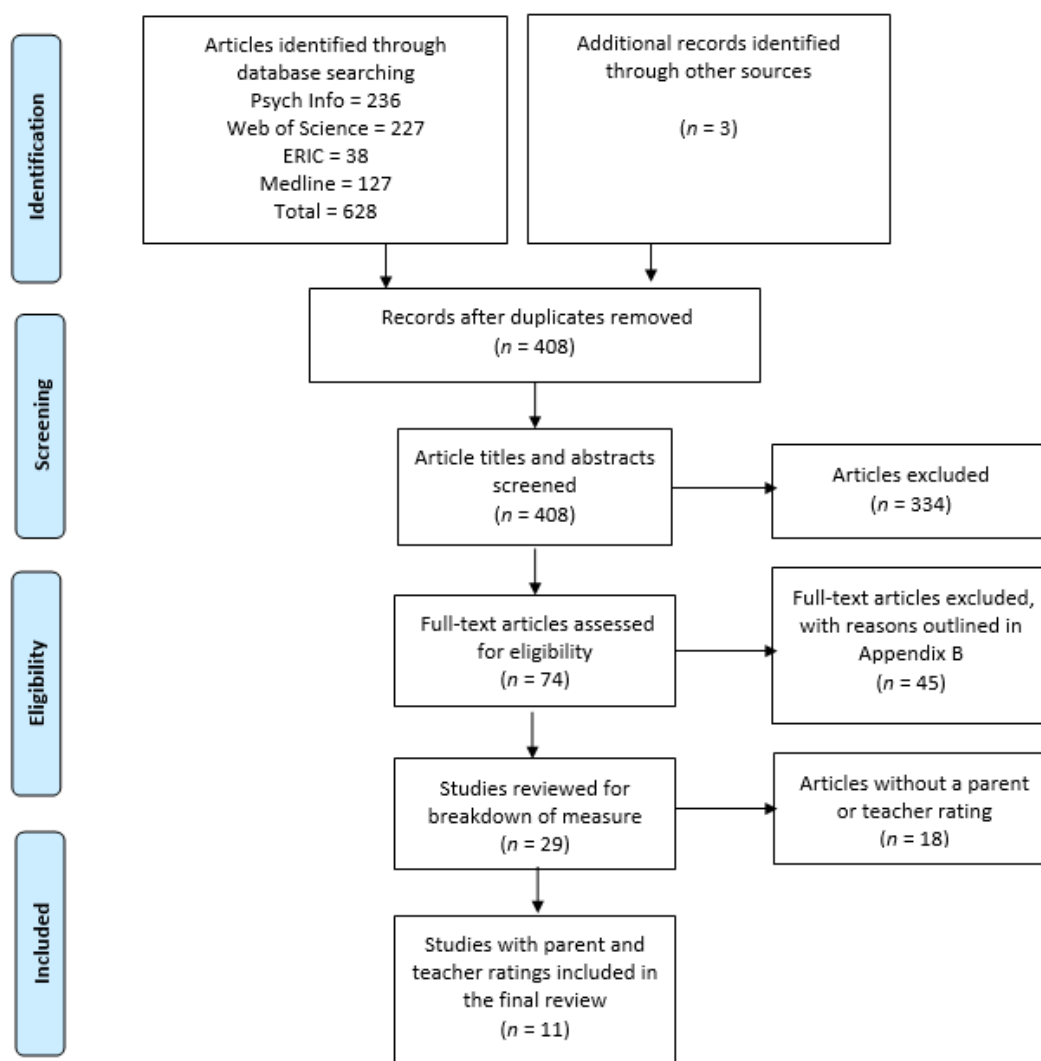 Identification
Articles identified through
database searching
Psych Info = 236
Web of Science = 227
ERIC = 38
Medline = 127
Total = 628
Additional records identified
through other sources
(n = 3)
Records after duplicates removed
(n = 408)
Screening
Article titles and abstracts
screened
(n = 408)
Articles excluded
(n = 334)
Eligibility
Full-text articles assessed
for eligibility
(n = 74)
Full-text articles excluded,
with reasons outlined in
Appendix B
(n = 45)
Studies reviewed for
breakdown of measure
(n = 29)
Articles without a parent
or teacher rating
(n = 18)
Included
Studies with parent and
teacher ratings included in
the final review
(n = 11)